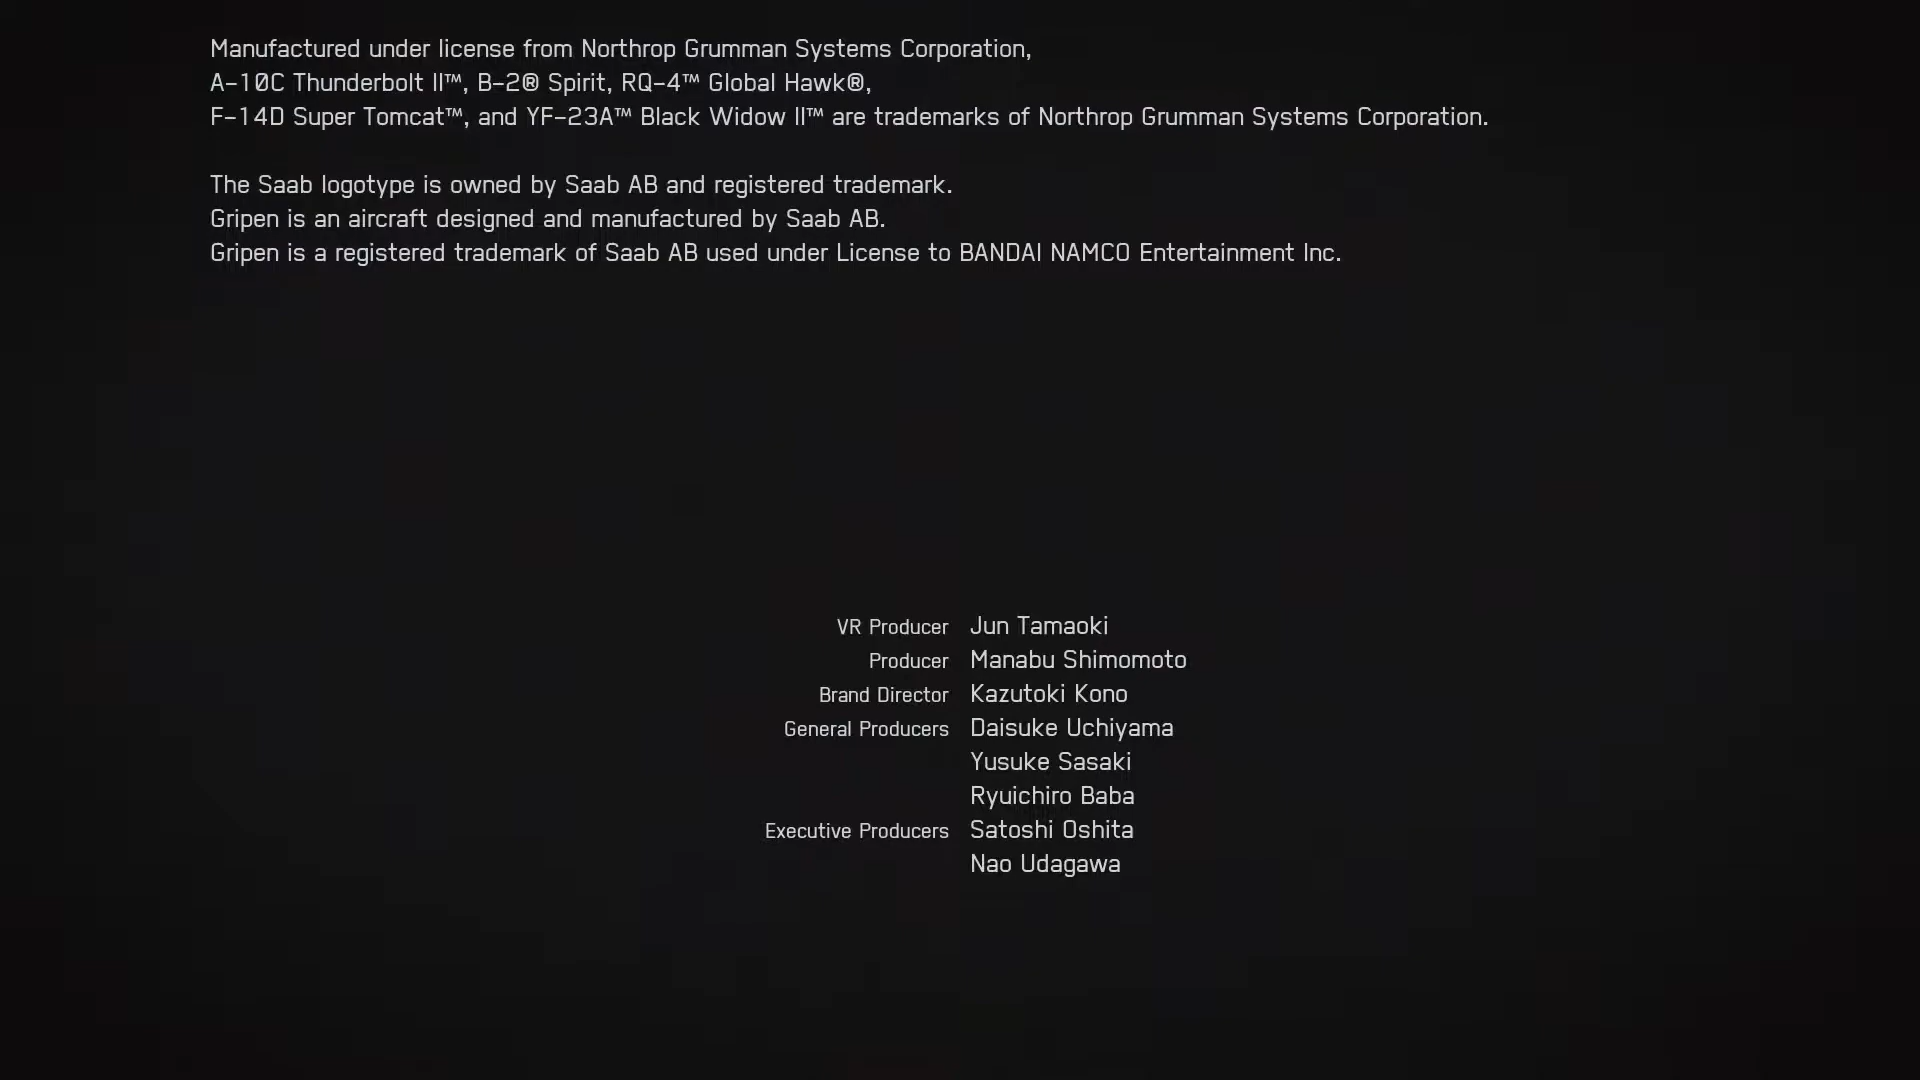 Manufactured under license from Northrop Grumman Systems Corporation,
A-10C Thunderbolt II™, B-2® Spirit, RQ-4™ Global Hawk®,
F-14D Super Tomcat™, and YF-23A™ Black Widow II™ are trademarks of Northrop Grumman Systems Corporation.
The Saab logotype is owned by Saab AB and registered trademark.
Gripen is an aircraft designed and manufactured by Saab AB.
Gripen is a registered trademark of Saab AB used under License to BANDAI NAMCO Entertainment Inc.
VR Producer Jun Tamaoki
Producer Manabu Shimomoto
Brand Director Kazutoki Kono
General Producers Daisuke Uchiyama
Yusuke Sasaki
Ryuichiro Baba
Executive Producers Satoshi Oshita
Nao Udagawa